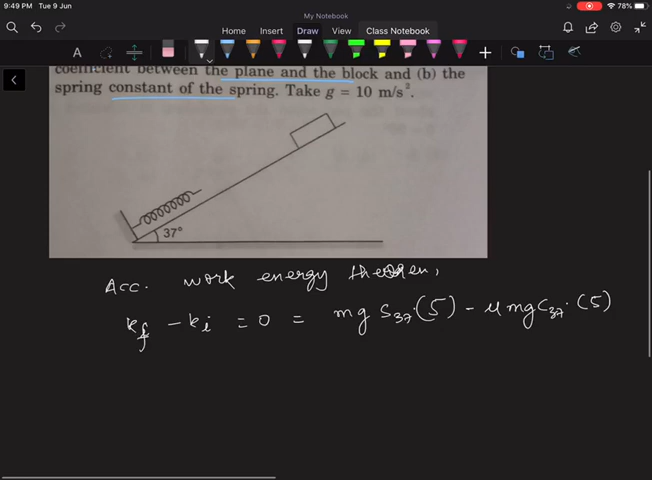 9:49 PM Tue 9 Jun
78%
My Notebook
Home Insert Draw View Class Notebook
A
coefficient between the plane and the block and (b) the
spring constant of the spring. Take g = 10 m/s².
37°
Acc. work energy theorem,
kf - ki = 0 = mg S37°(5) - μmgC37°(5)